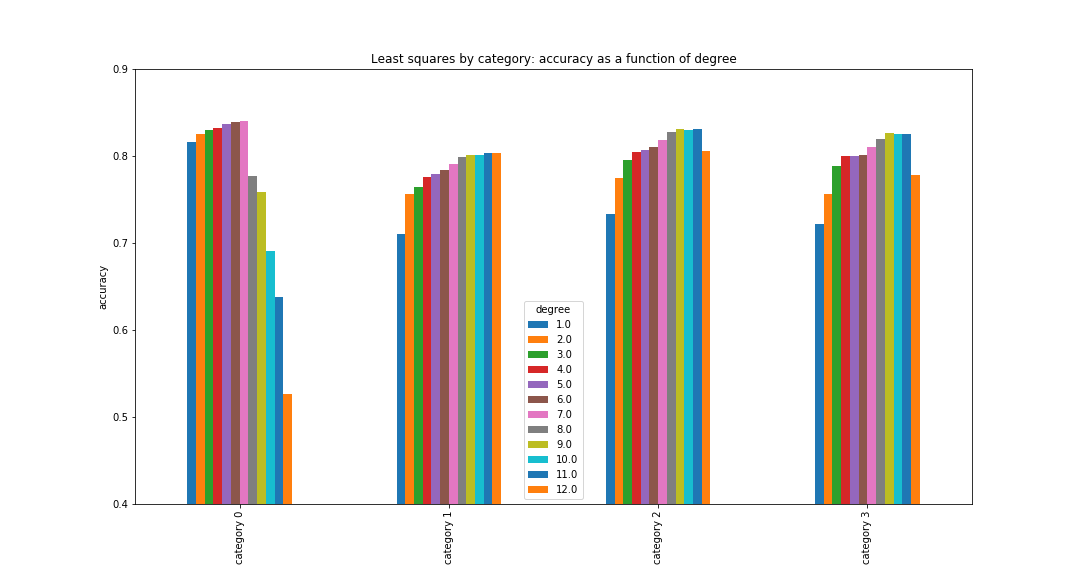 Least squares by category: accuracy as a function of degree
accuracy
0.9
0.8
0.7
0.6
0.5
0.4
degree
1.0
2.0
3.0
4.0
5.0
6.0
7.0
8.0
9.0
10.0
11.0
12.0
category 0
category 1
category 2
category 3